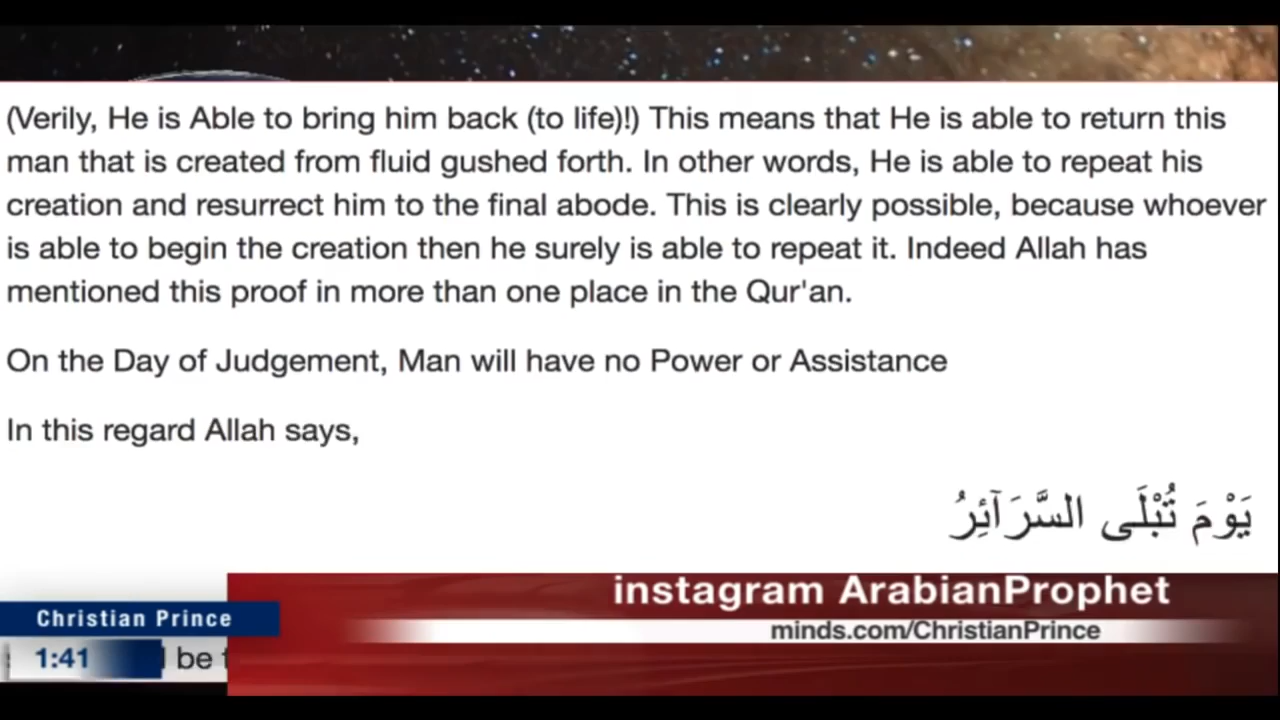 (Verily, He is Able to bring him back (to life)!) This means that He is able to return this
man that is created from fluid gushed forth. In other words, He is able to repeat his
creation and resurrect him to the final abode. This is clearly possible, because whoever
is able to begin the creation then he surely is able to repeat it. Indeed Allah has
mentioned this proof in more than one place in the Qur'an.
On the Day of Judgement, Man will have no Power or Assistance
In this regard Allah says,
يَوْمَ تُبْلَى السَّرَآئِرُ
instagram ArabianProphet
Christian Prince
minds.com/ChristianPrince
1:41 be